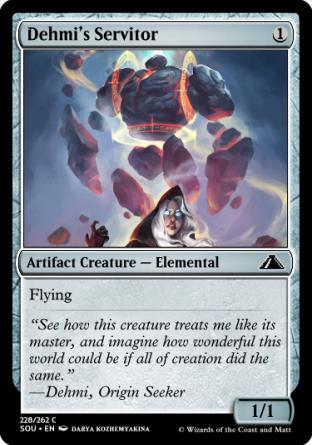 Dehmi's Servitor 1
Artifact Creature — Elemental
Flying
“See how this creature treats me like its
master, and imagine how wonderful this
world could be if all of creation did the
same.”
—Dehmi, Origin Seeker
1/1
228/262 C
SOU • EN DARYA KOZHEMYAKINA
© Wizards of the Coast and Matt